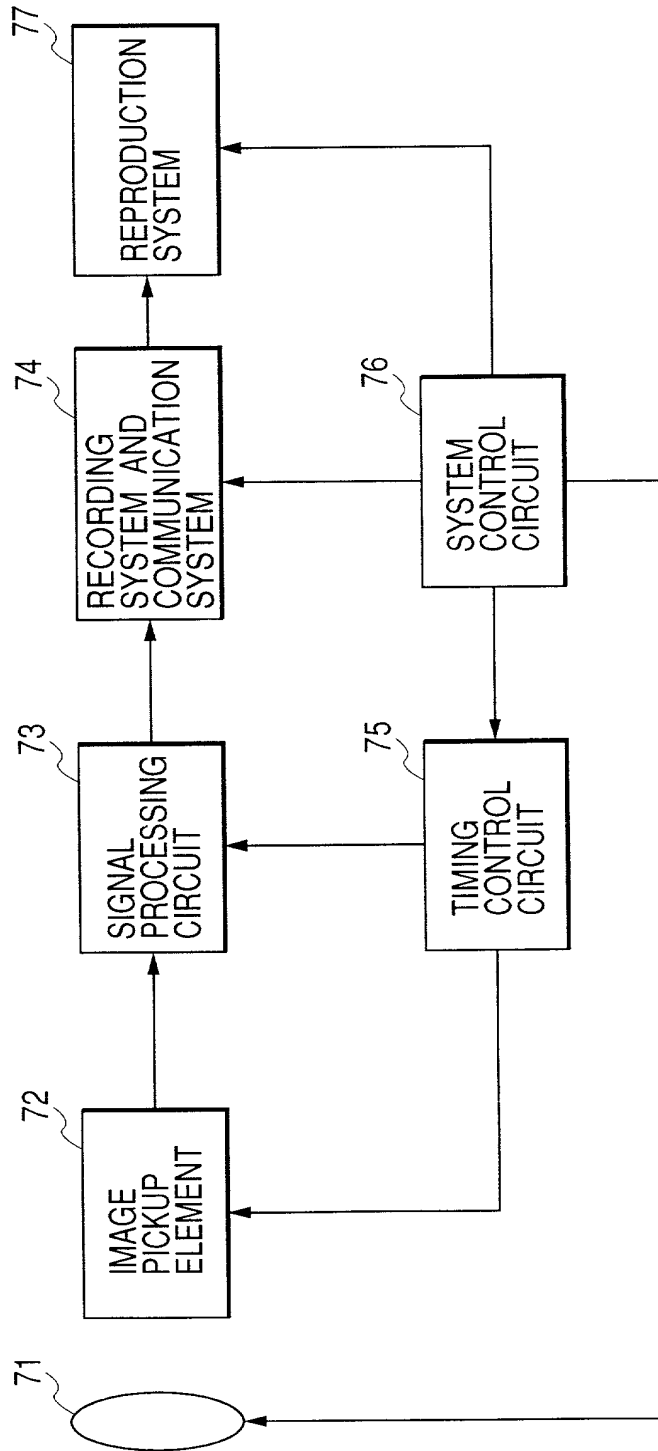 71
72
IMAGE
PICKUP
ELEMENT
73
SIGNAL
PROCESSING
CIRCUIT
74
RECORDING
SYSTEM AND
COMMUNICATION
SYSTEM
77
REPRODUCTION
SYSTEM
75
TIMING
CONTROL
CIRCUIT
76
SYSTEM
CONTROL
CIRCUIT